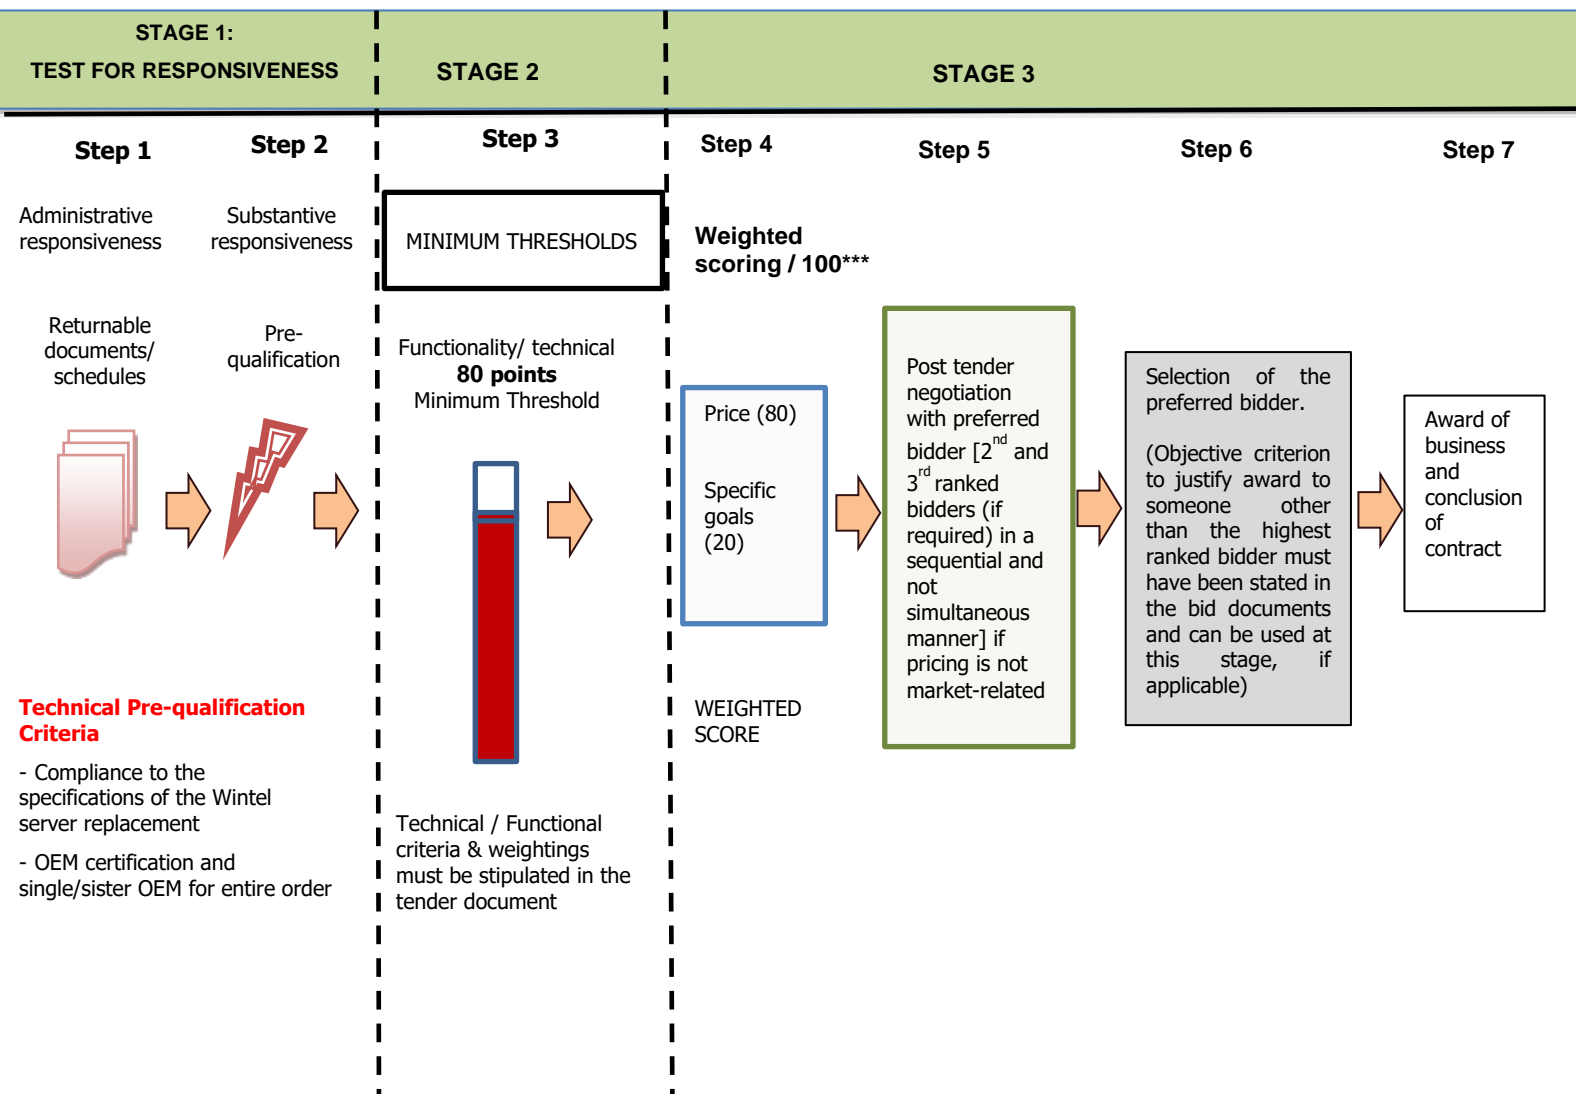 STAGE 1:
TEST FOR RESPONSIVENESS
STAGE 2
STAGE 3
Step 1
Step 2
Step 3
Step 4
Step 5
Step 6
Step 7
Administrative
responsiveness
Substantive
responsiveness
MINIMUM THRESHOLDS
Weighted
scoring / 100***
Returnable
documents/
schedules
Pre-
qualification
Functionality/ technical
80 points
Minimum Threshold
Price (80)
Specific
goals
(20)
Post tender
negotiation
with preferred
bidder [2nd and
3rd ranked
bidders (if
required) in a
sequential and
not
simultaneous
manner] if
pricing is not
market-related
Selection of the
preferred bidder.
(Objective criterion
to justify award to
someone other
than the highest
ranked bidder must
have been stated in
the bid documents
and can be used at
this stage, if
applicable)
Award of
business
and
conclusion
of
contract
Technical Pre-qualification
Criteria
- Compliance to the
specifications of the Wintel
server replacement
- OEM certification and
single/sister OEM for entire order
Technical / Functional
criteria & weightings
must be stipulated in the
tender document
WEIGHTED
SCORE